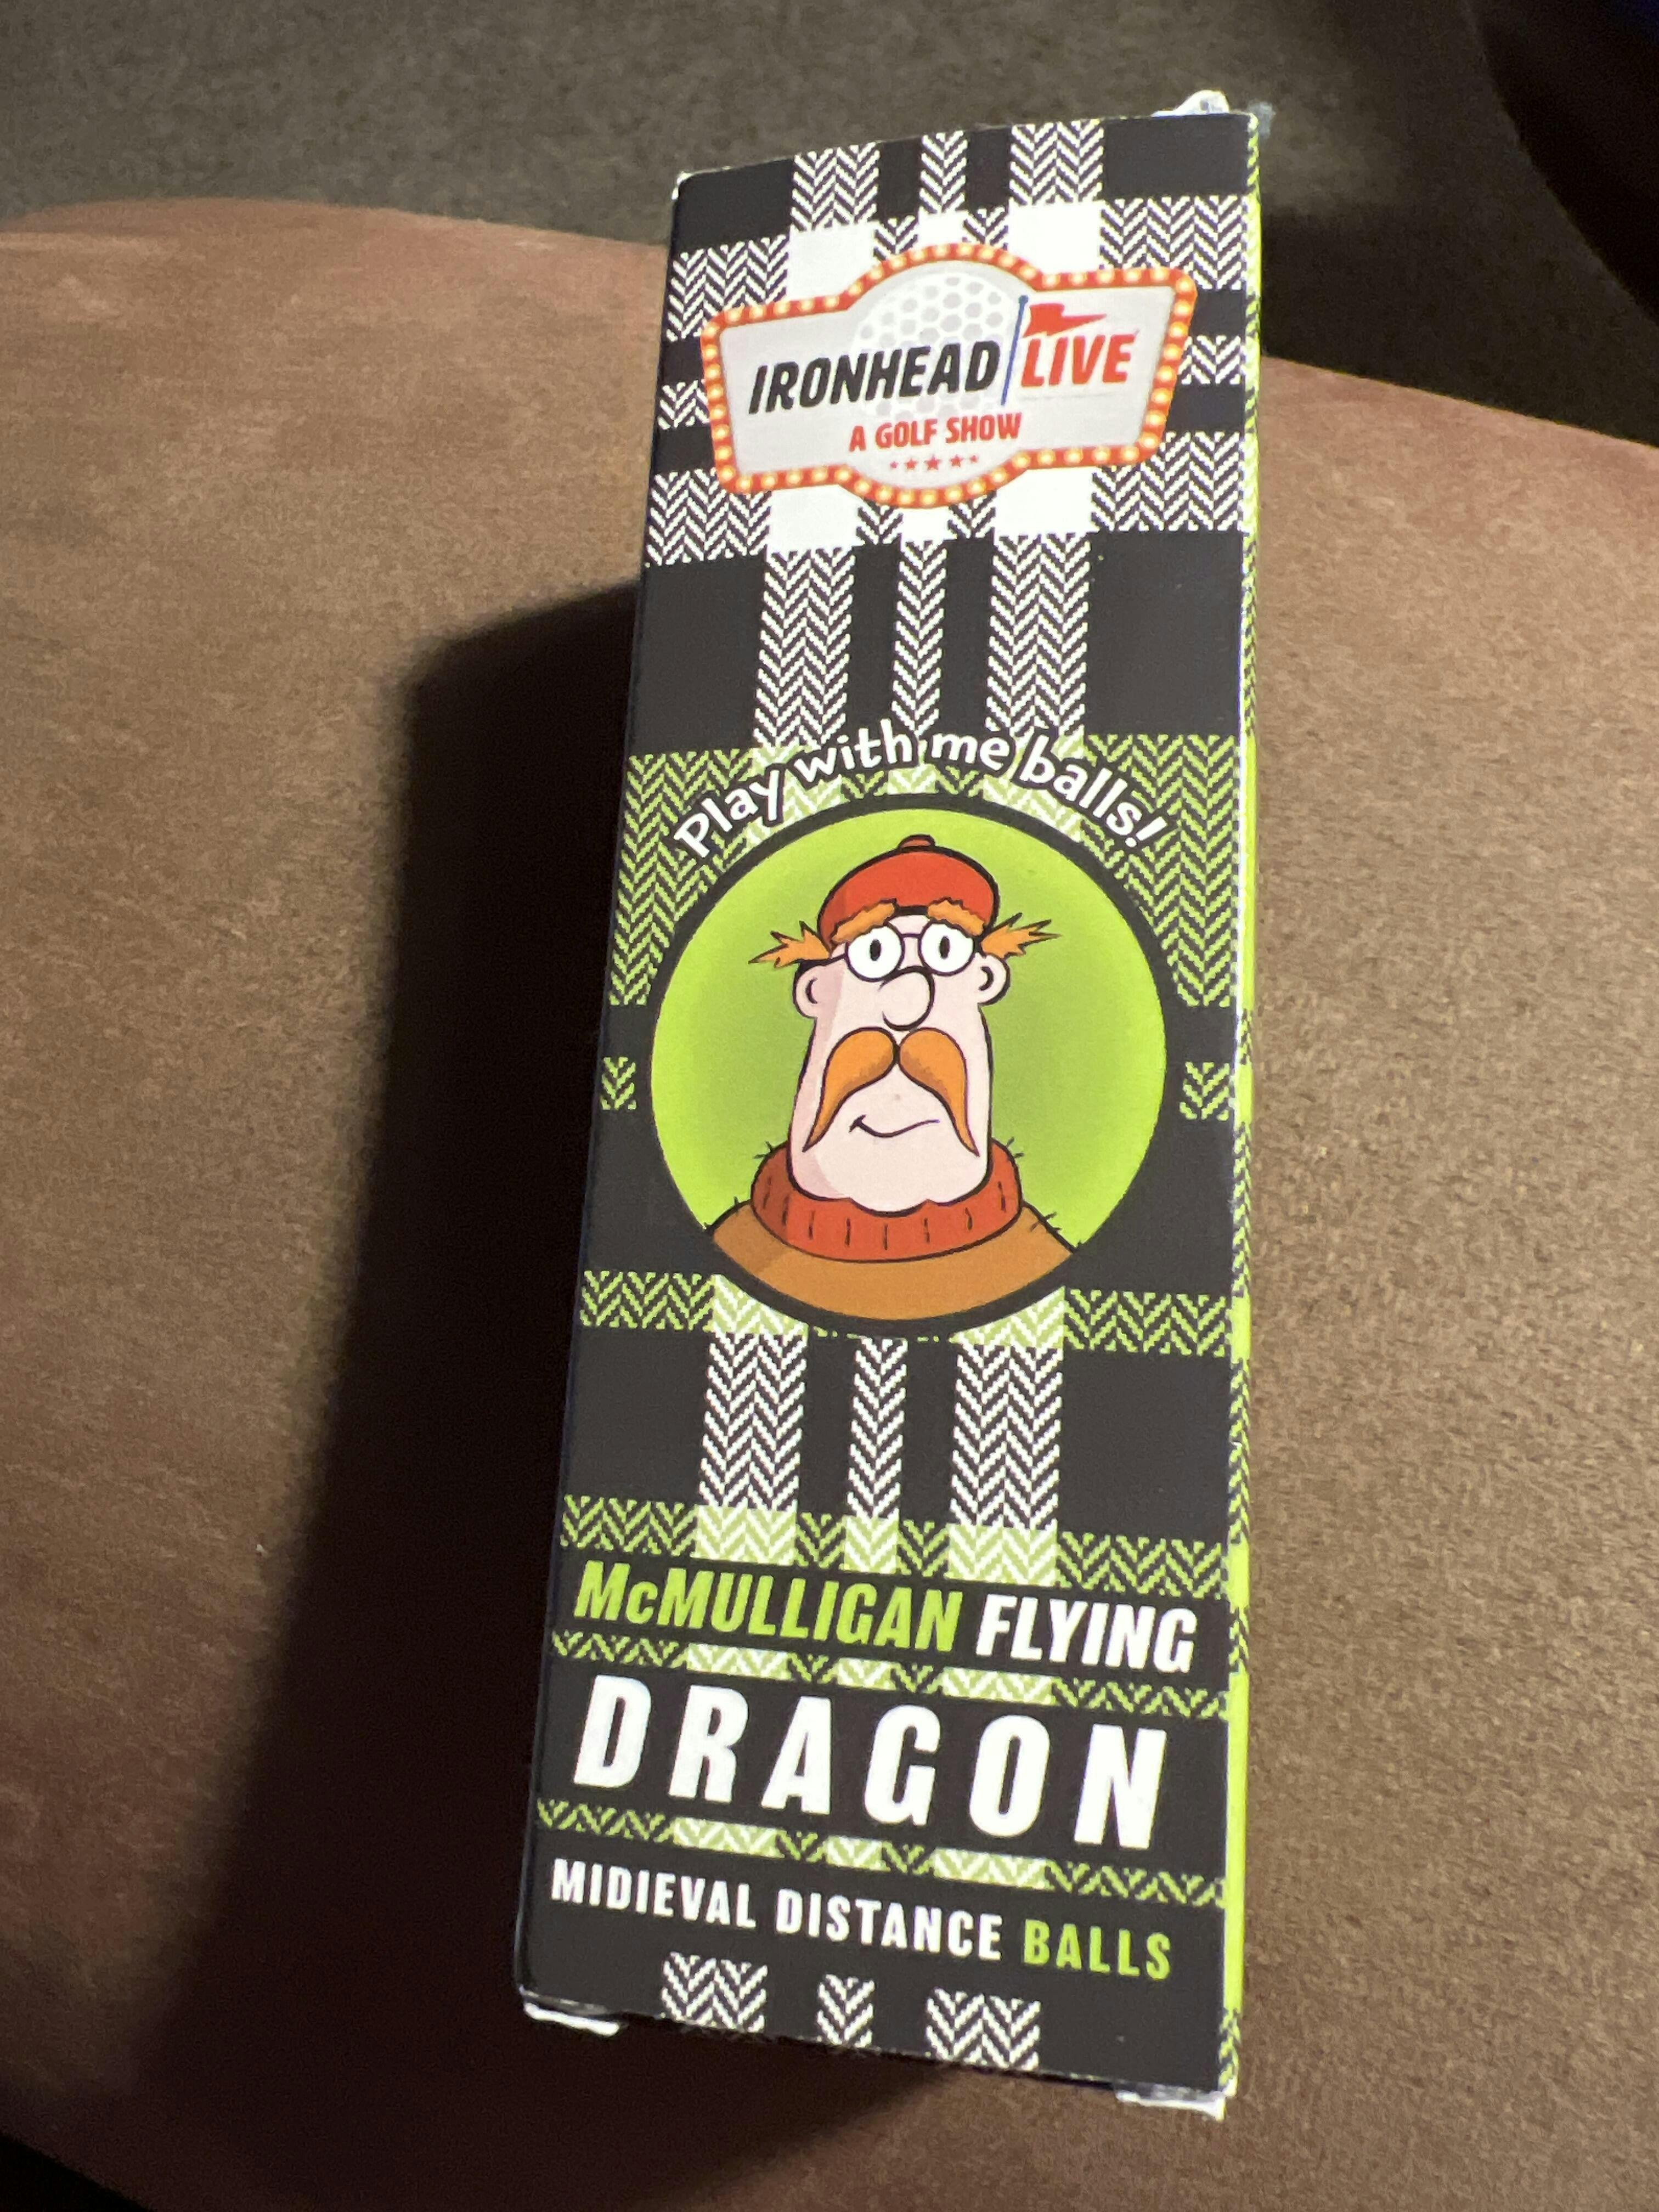 IRONHEAD LIVE
A GOLF SHOW
Play with me balls!
McMULLIGAN FLYING
DRAGON
MIDIEVAL DISTANCE BALLS